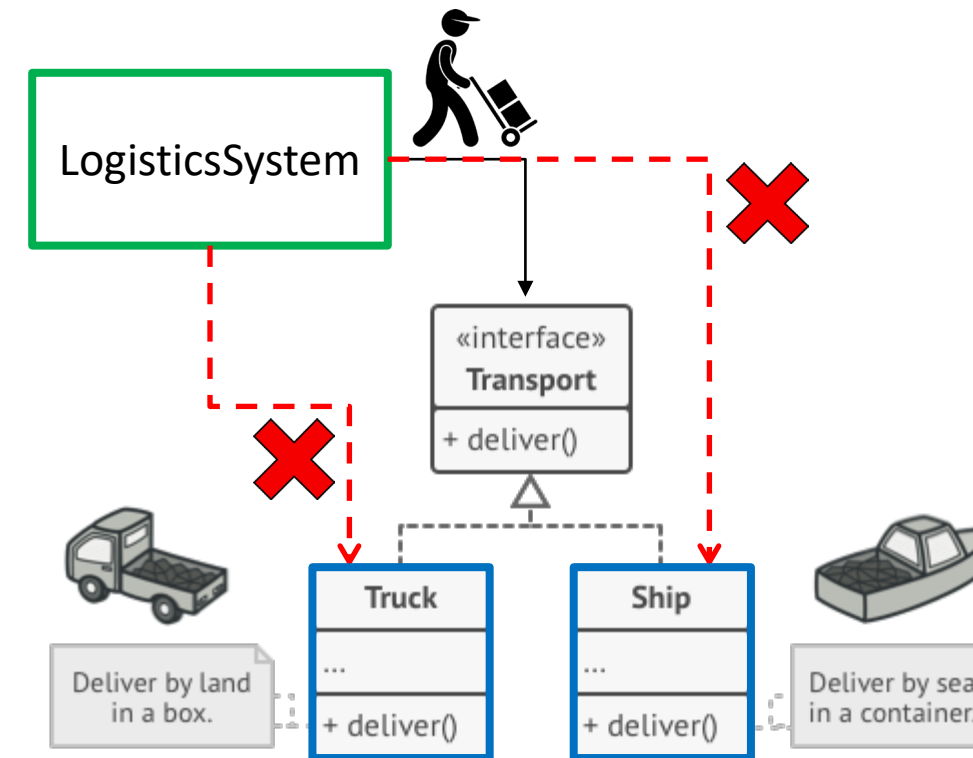 LogisticsSystem
«interface»
Transport
+ deliver()
Truck
...
+ deliver()
Ship
...
+ deliver()
Deliver by land
in a box.
Deliver by sea
in a container.